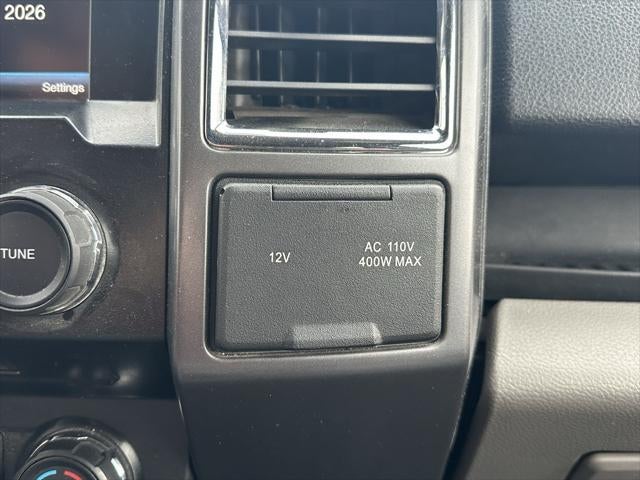 2026
Settings
TUNE
12V
AC 110V
400W MAX